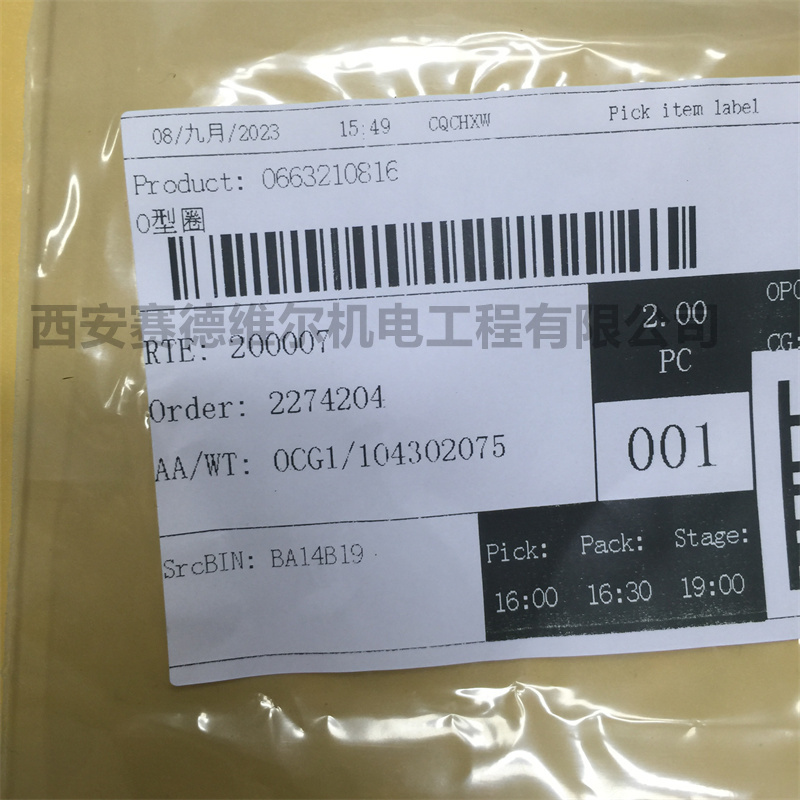 08/九月/2023 15:49 CQCHXW Pick item label
Product: 0663210816
O型圈
西安赛德维尔机电工程有限公司
RTE: 200007
2.00
PC
OPC
CG:
Order: 2274204
001
AA/WT: OCG1/104302075
SrcBIN: BA14B19
Pick: Pack: Stage:
16:00 16:30 19:00